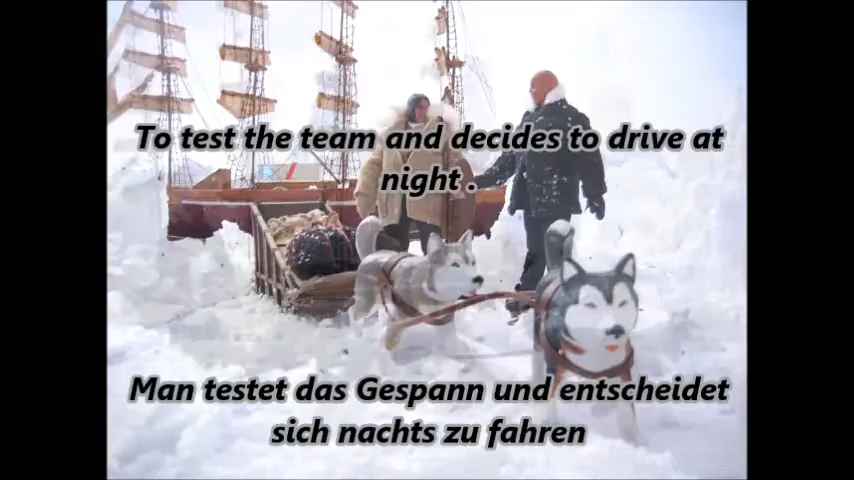 To test the team and decides to drive at
night .
Man testet das Gespann und entscheidet
sich nachts zu fahren